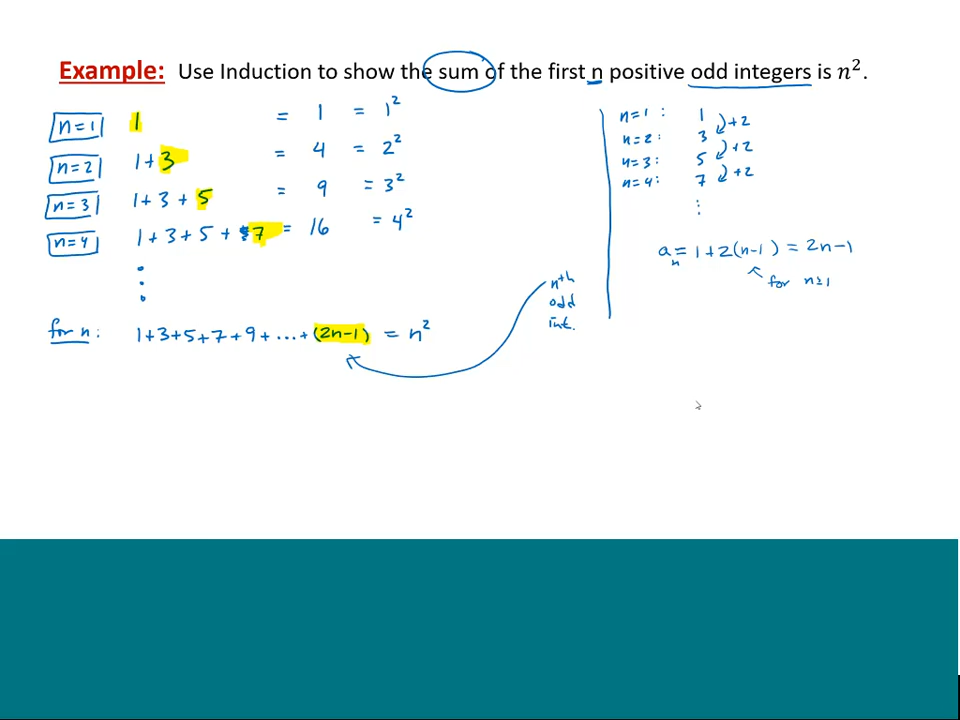 Example: Use Induction to show the sum of the first n positive odd integers is n².
n=1 1 = 1 = 1²
n=2 1+3 = 4 = 2²
n=3 1+3+5 = 9 = 3²
n=4 1+3+5+7 = 16 = 4²
⋮
for n: 1+3+5+7+9+...+(2n-1) = n²
nth
odd
int.
n=1: 1
+2
n=2: 3
+2
n=3: 5
+2
n=4: 7
⋮
aₙ = 1+2(n-1) = 2n-1
for n≥1